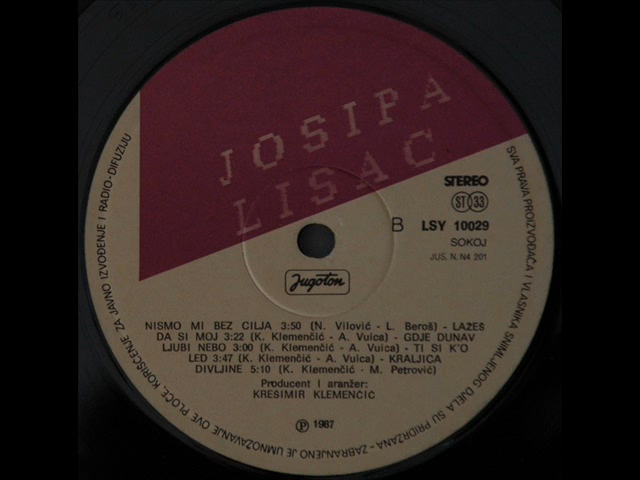 JOSIPA
LISAC
STEREO
ST 33
B LSY 10029
SOKOJ
JUS. N. N4 201
Jugoton
NISMO MI BEZ CILJA 3:50 (N. Vilović - L. Beroš) - LAŽEŠ
DA SI MOJ 3:22 (K. Klemenčić - A. Vuica) - GDJE DUNAV
LJUBI NEBO 3:00 (K. Klemenčić - A. Vuica) - TI SI K'O
LED 3:47 (K. Klemenčić - A. Vuica) - KRALJICA
DIVLJINE 5:10 (K. Klemenčić - M. Petrović)
Producent i aranžer:
KREŠIMIR KLEMENČIĆ
Ⓟ 1987
SVA PRAVA PROIZVOĐAČA I VLASNIKA SNIMLJENOG DJELA SU PRIDRŽANA - ZABRANJENO JE UMNOŽAVANJE OVE PLOČE, KORIŠĆENJE ZA JAVNO IZVOĐENJE I RADIO-DIFUZIJU